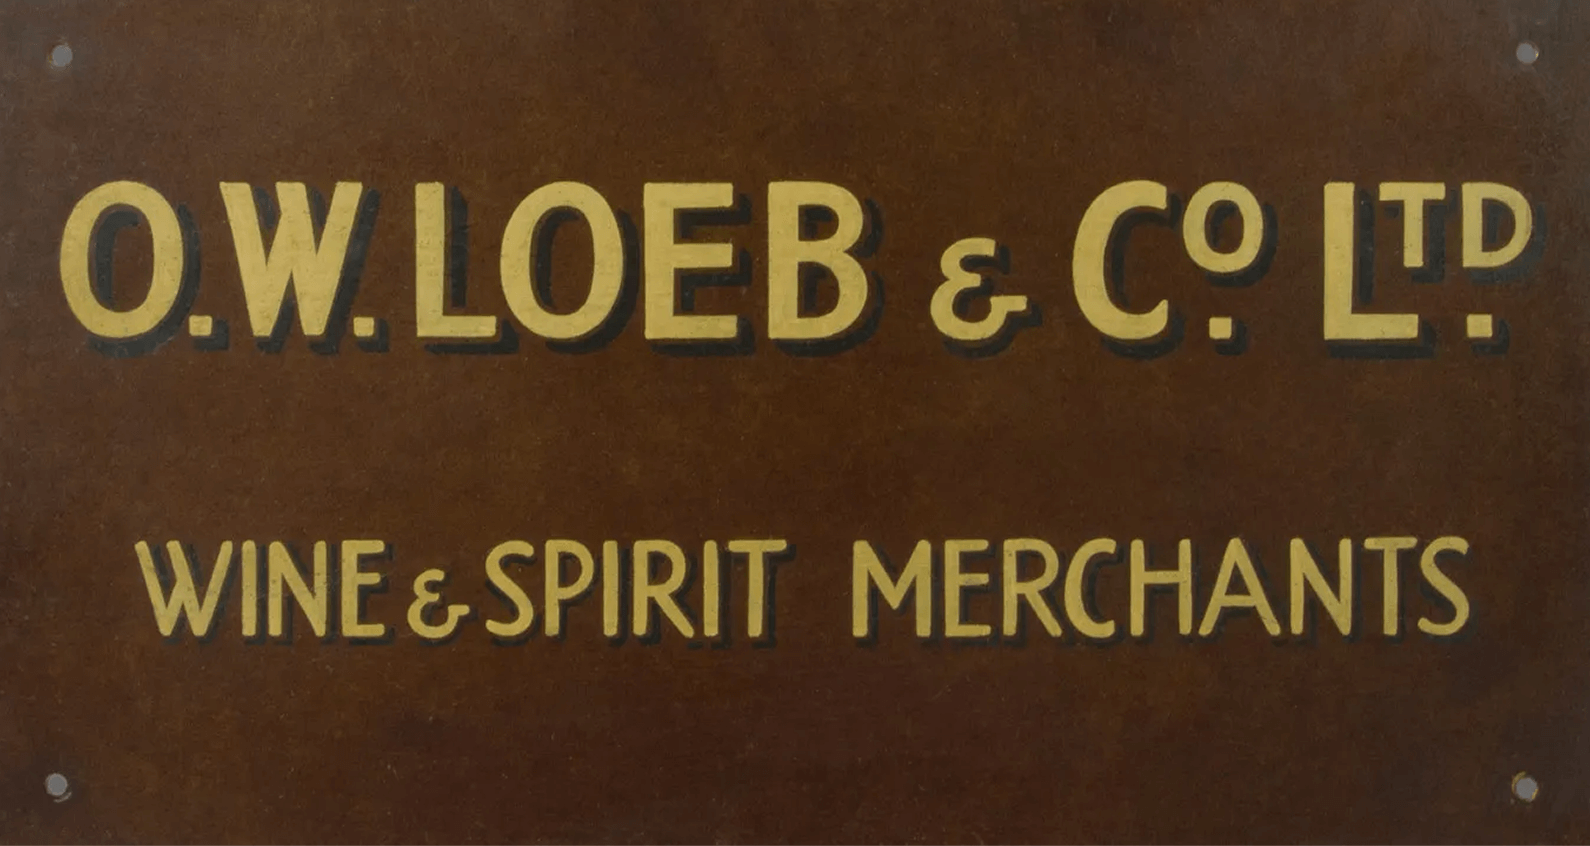 O.W. LOEB & Co. LTD.
WINE & SPIRIT MERCHANTS